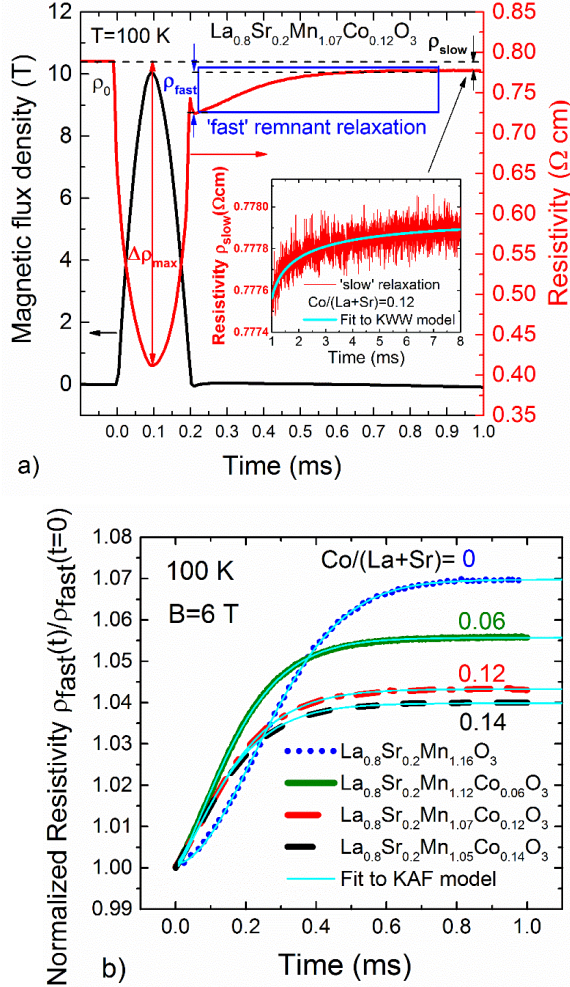 T=100 K La₀.₈Sr₀.₂Mn₁.₀₇Co₀.₁₂O₃
Magnetic flux density (T)
12
10
8
6
4
2
0
ρ₀
ρfast
ρslow
'fast' remnant relaxation
Δρmax
Resistivity (Ω cm)
0.85
0.80
0.75
0.70
0.65
0.60
0.55
0.50
0.45
0.40
0.35
Resistivity ρslow(Ωcm)
0.7780
0.7778
0.7776
0.7774
'slow' relaxation
Co/(La+Sr)=0.12
Fit to KWW model
1 2 3 4 5 6 7 8
Time (ms)
0.0 0.1 0.2 0.3 0.4 0.5 0.6 0.7 0.8 0.9 1.0
a)
Time (ms)
Normalized Resistivity ρfast(t)/ρfast(t=0)
1.08
1.07
1.06
1.05
1.04
1.03
1.02
1.01
1.00
0.99
100 K
B=6 T
Co/(La+Sr)= 0
0.06
0.12
0.14
La₀.₈Sr₀.₂Mn₁.₁₆O₃
La₀.₈Sr₀.₂Mn₁.₁₂Co₀.₀₆O₃
La₀.₈Sr₀.₂Mn₁.₀₇Co₀.₁₂O₃
La₀.₈Sr₀.₂Mn₁.₀₅Co₀.₁₄O₃
Fit to KAF model
0.0 0.2 0.4 0.6 0.8 1.0
b)
Time (ms)